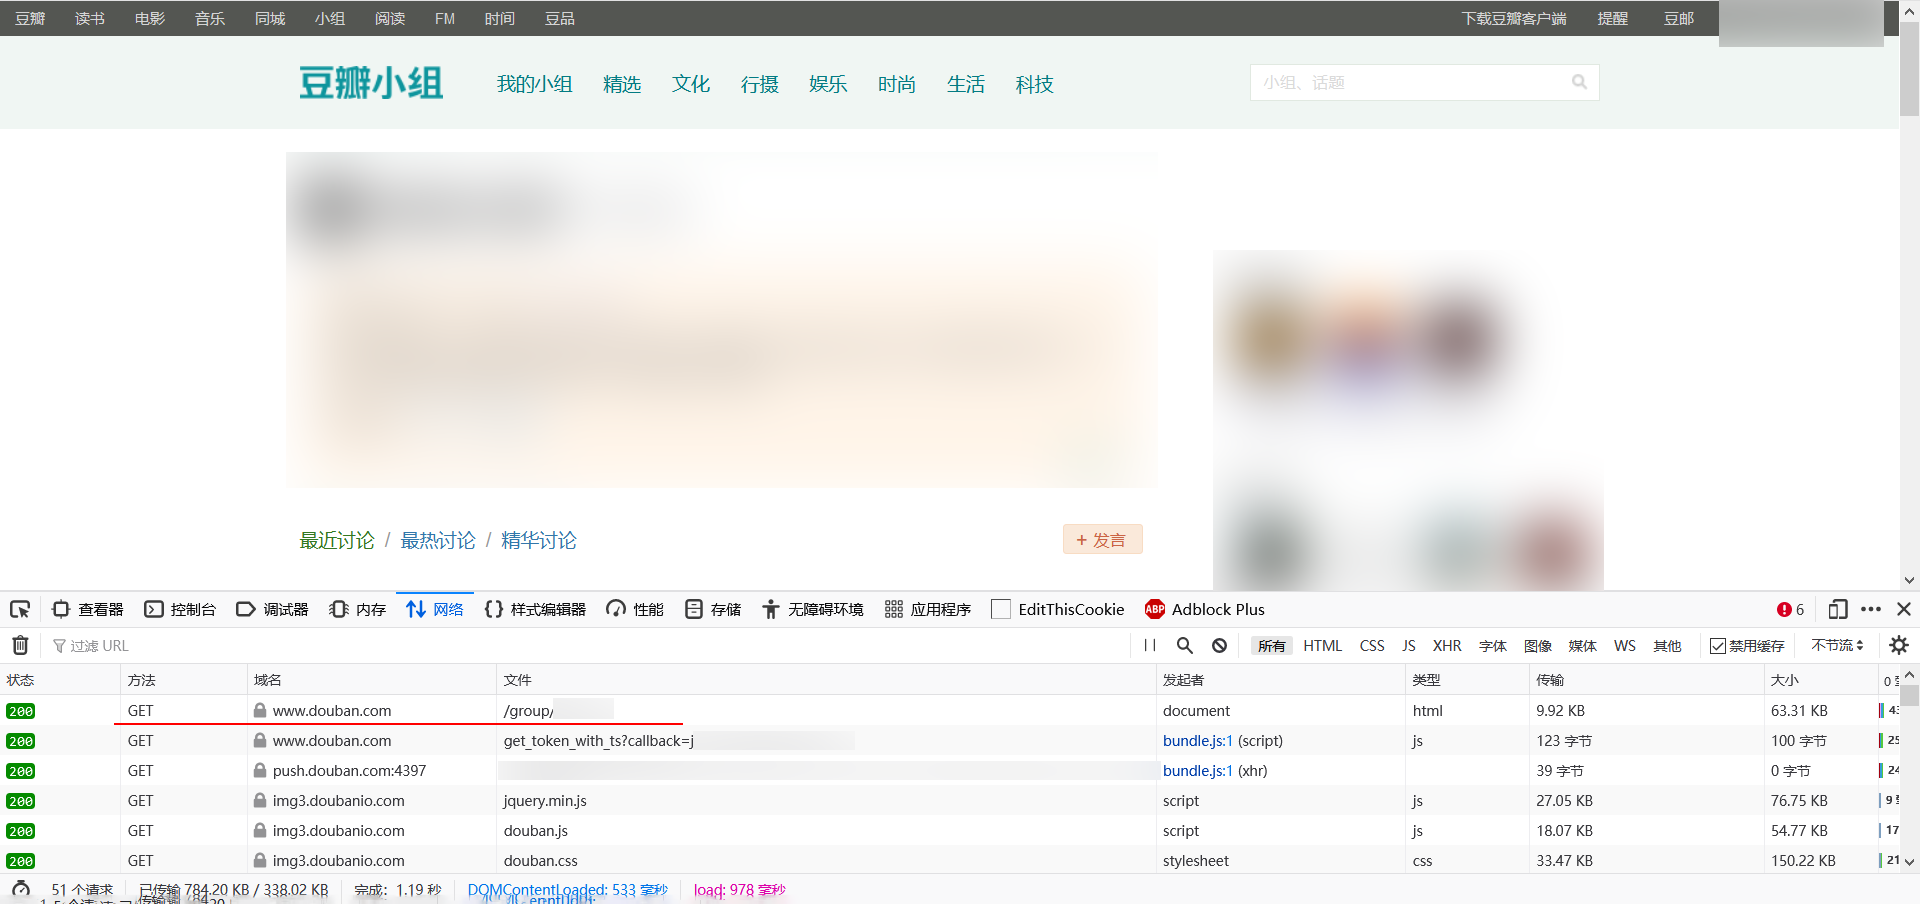 豆瓣 读书 电影 音乐 同城 小组 阅读 FM 时间 豆品 下载豆瓣客户端 提醒 豆邮
豆瓣小组 我的小组 精选 文化 行摄 娱乐 时尚 生活 科技 小组、话题
最近讨论 / 最热讨论 / 精华讨论 + 发言
查看器 控制台 调试器 内存 网络 {} 样式编辑器 性能 存储 无障碍环境 应用程序 EditThisCookie ABP Adblock Plus 6
过滤 URL 所有 HTML CSS JS XHR 字体 图像 媒体 WS 其他 禁用缓存 不节流
状态 方法 域名 文件 发起者 类型 传输 大小 0
200 GET www.douban.com /group/ document html 9.92 KB 63.31 KB 43
200 GET www.douban.com get_token_with_ts?callback=j bundle.js:1 (script) js 123 字节 100 字节 25
200 GET push.douban.com:4397 bundle.js:1 (xhr) 39 字节 0 字节 24
200 GET img3.doubanio.com jquery.min.js script js 27.05 KB 76.75 KB 9
200 GET img3.doubanio.com douban.js script js 18.07 KB 54.77 KB 17
200 GET img3.doubanio.com douban.css stylesheet css 33.47 KB 150.22 KB 21
51 个请求 已传输 784.20 KB / 338.02 KB 完成：1.19 秒 DOMContentLoaded: 533 毫秒 load: 978 毫秒